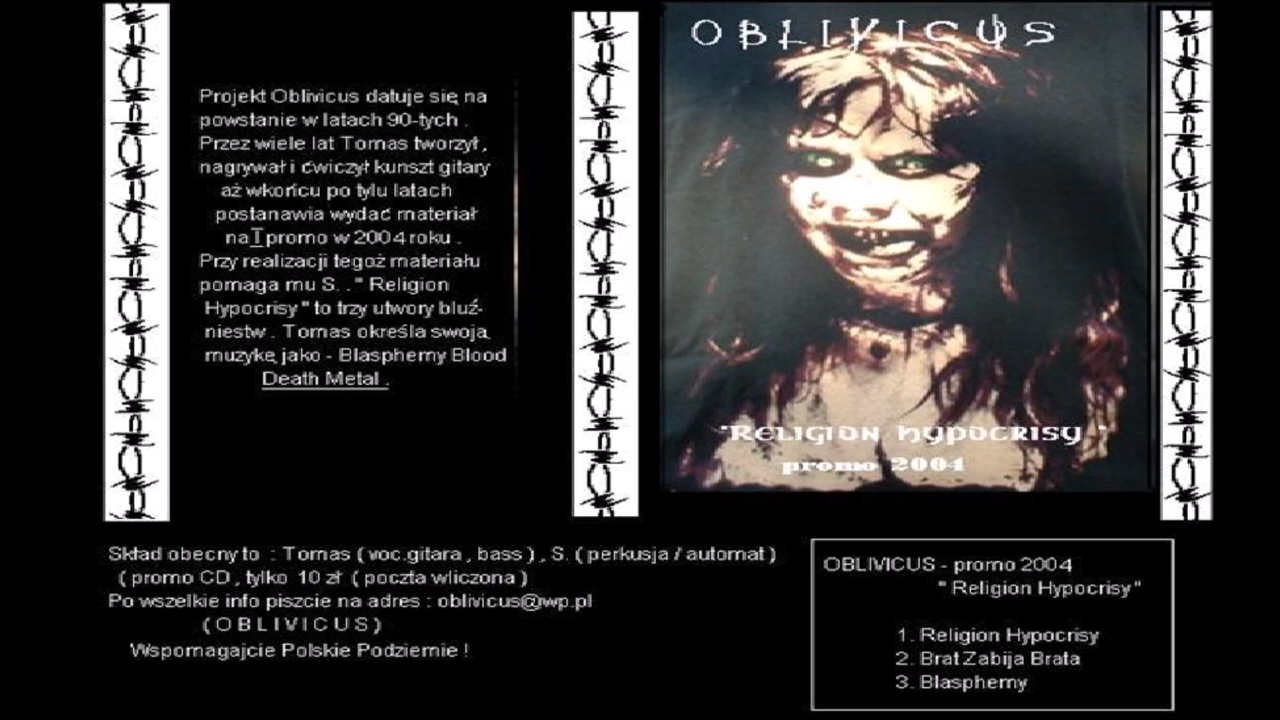 Projekt Oblivicus datuje się na
powstanie w latach 90-tych .
Przez wiele lat Tomas tworzył ,
nagrywał i ćwiczył kunszt gitary
aż wkońcu po tylu latach
postanawia wydać materiał
na I promo w 2004 roku .
Przy realizacji tegoż materiału
pomaga mu S. . " Religion
Hypocrisy " to trzy utwory bluź-
nierstw . Tomas określa swoją
muzykę jako - Blasphemy Blood
Death Metal .
OBLIVICUS
"Religion Hypocrisy "
promo 2004
Skład obecny to : Tomas ( voc.gitara , bass ) , S. ( perkusja / automat )
( promo CD , tylko 10 zł ( poczta wliczona )
Po wszelkie info piszcie na adres : oblivicus@wp.pl
( O B L I V I C U S )
Wspomagajcie Polskie Podziemie !
OBLIVICUS - promo 2004
" Religion Hypocrisy"
1. Religion Hypocrisy
2. Brat Zabija Brata
3. Blasphemy